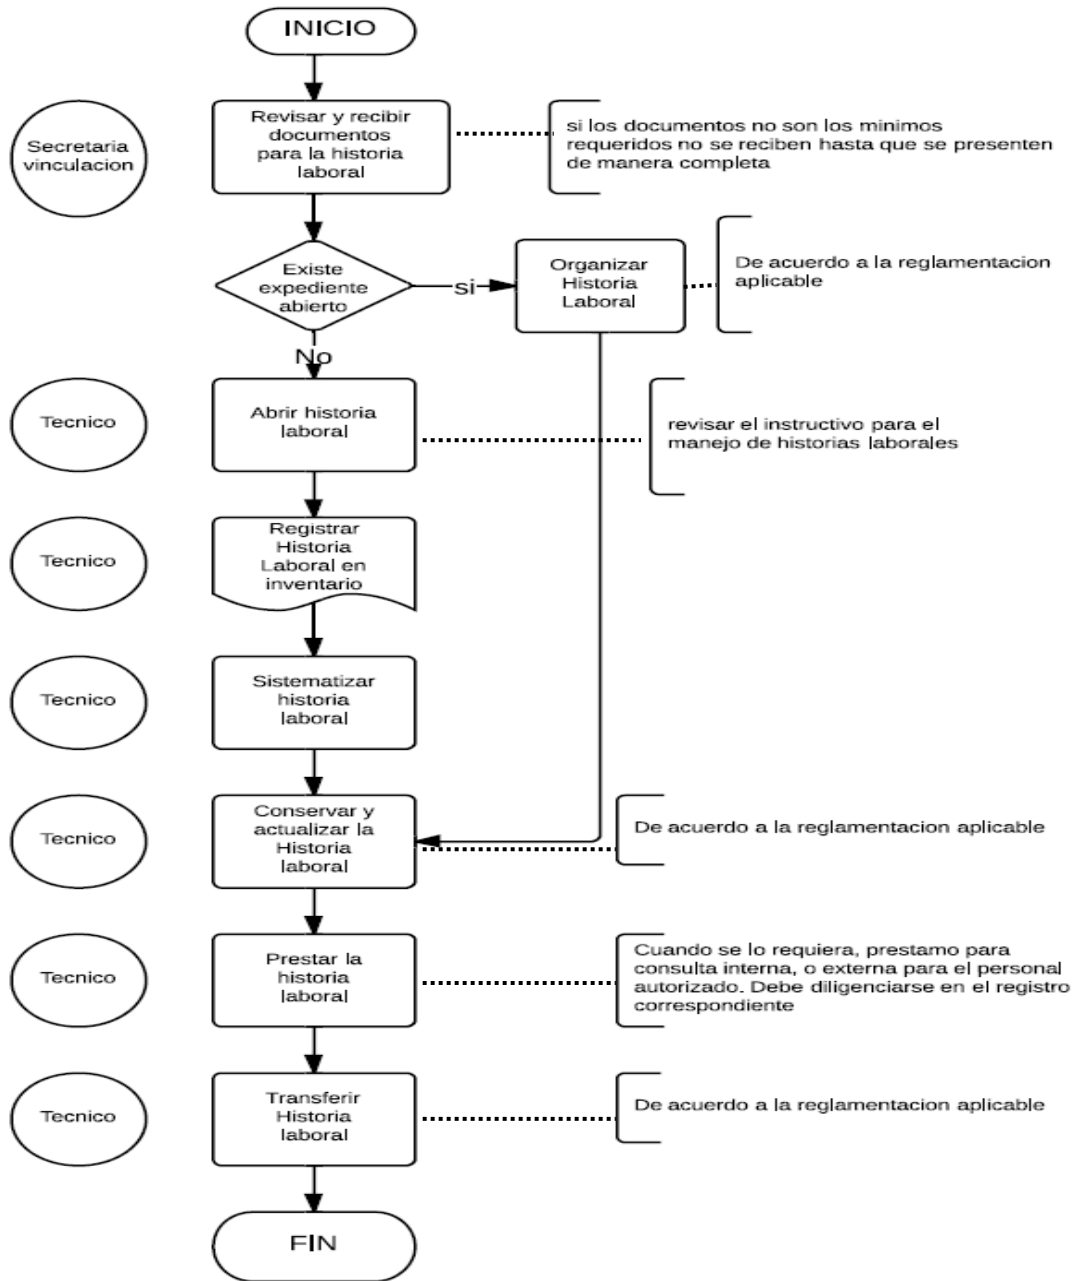 INICIO
Secretaria
vinculacion
Revisar y recibir
documentos
para la historia
laboral
si los documentos no son los minimos
requeridos no se reciben hasta que se presenten
de manera completa
Existe
expediente
abierto
si
Organizar
Historia
Laboral
De acuerdo a la reglamentacion
aplicable
No
Tecnico
Abrir historia
laboral
revisar el instructivo para el
manejo de historias laborales
Tecnico
Registrar
Historia
Laboral en
inventario
Tecnico
Sistematizar
historia
laboral
Tecnico
Conservar y
actualizar la
Historia
laboral
De acuerdo a la reglamentacion aplicable
Tecnico
Prestar la
historia
laboral
Cuando se lo requiera, prestamo para
consulta interna, o externa para el personal
autorizado. Debe diligenciarse en el registro
correspondiente
Tecnico
Transferir
Historia
laboral
De acuerdo a la reglamentacion aplicable
FIN